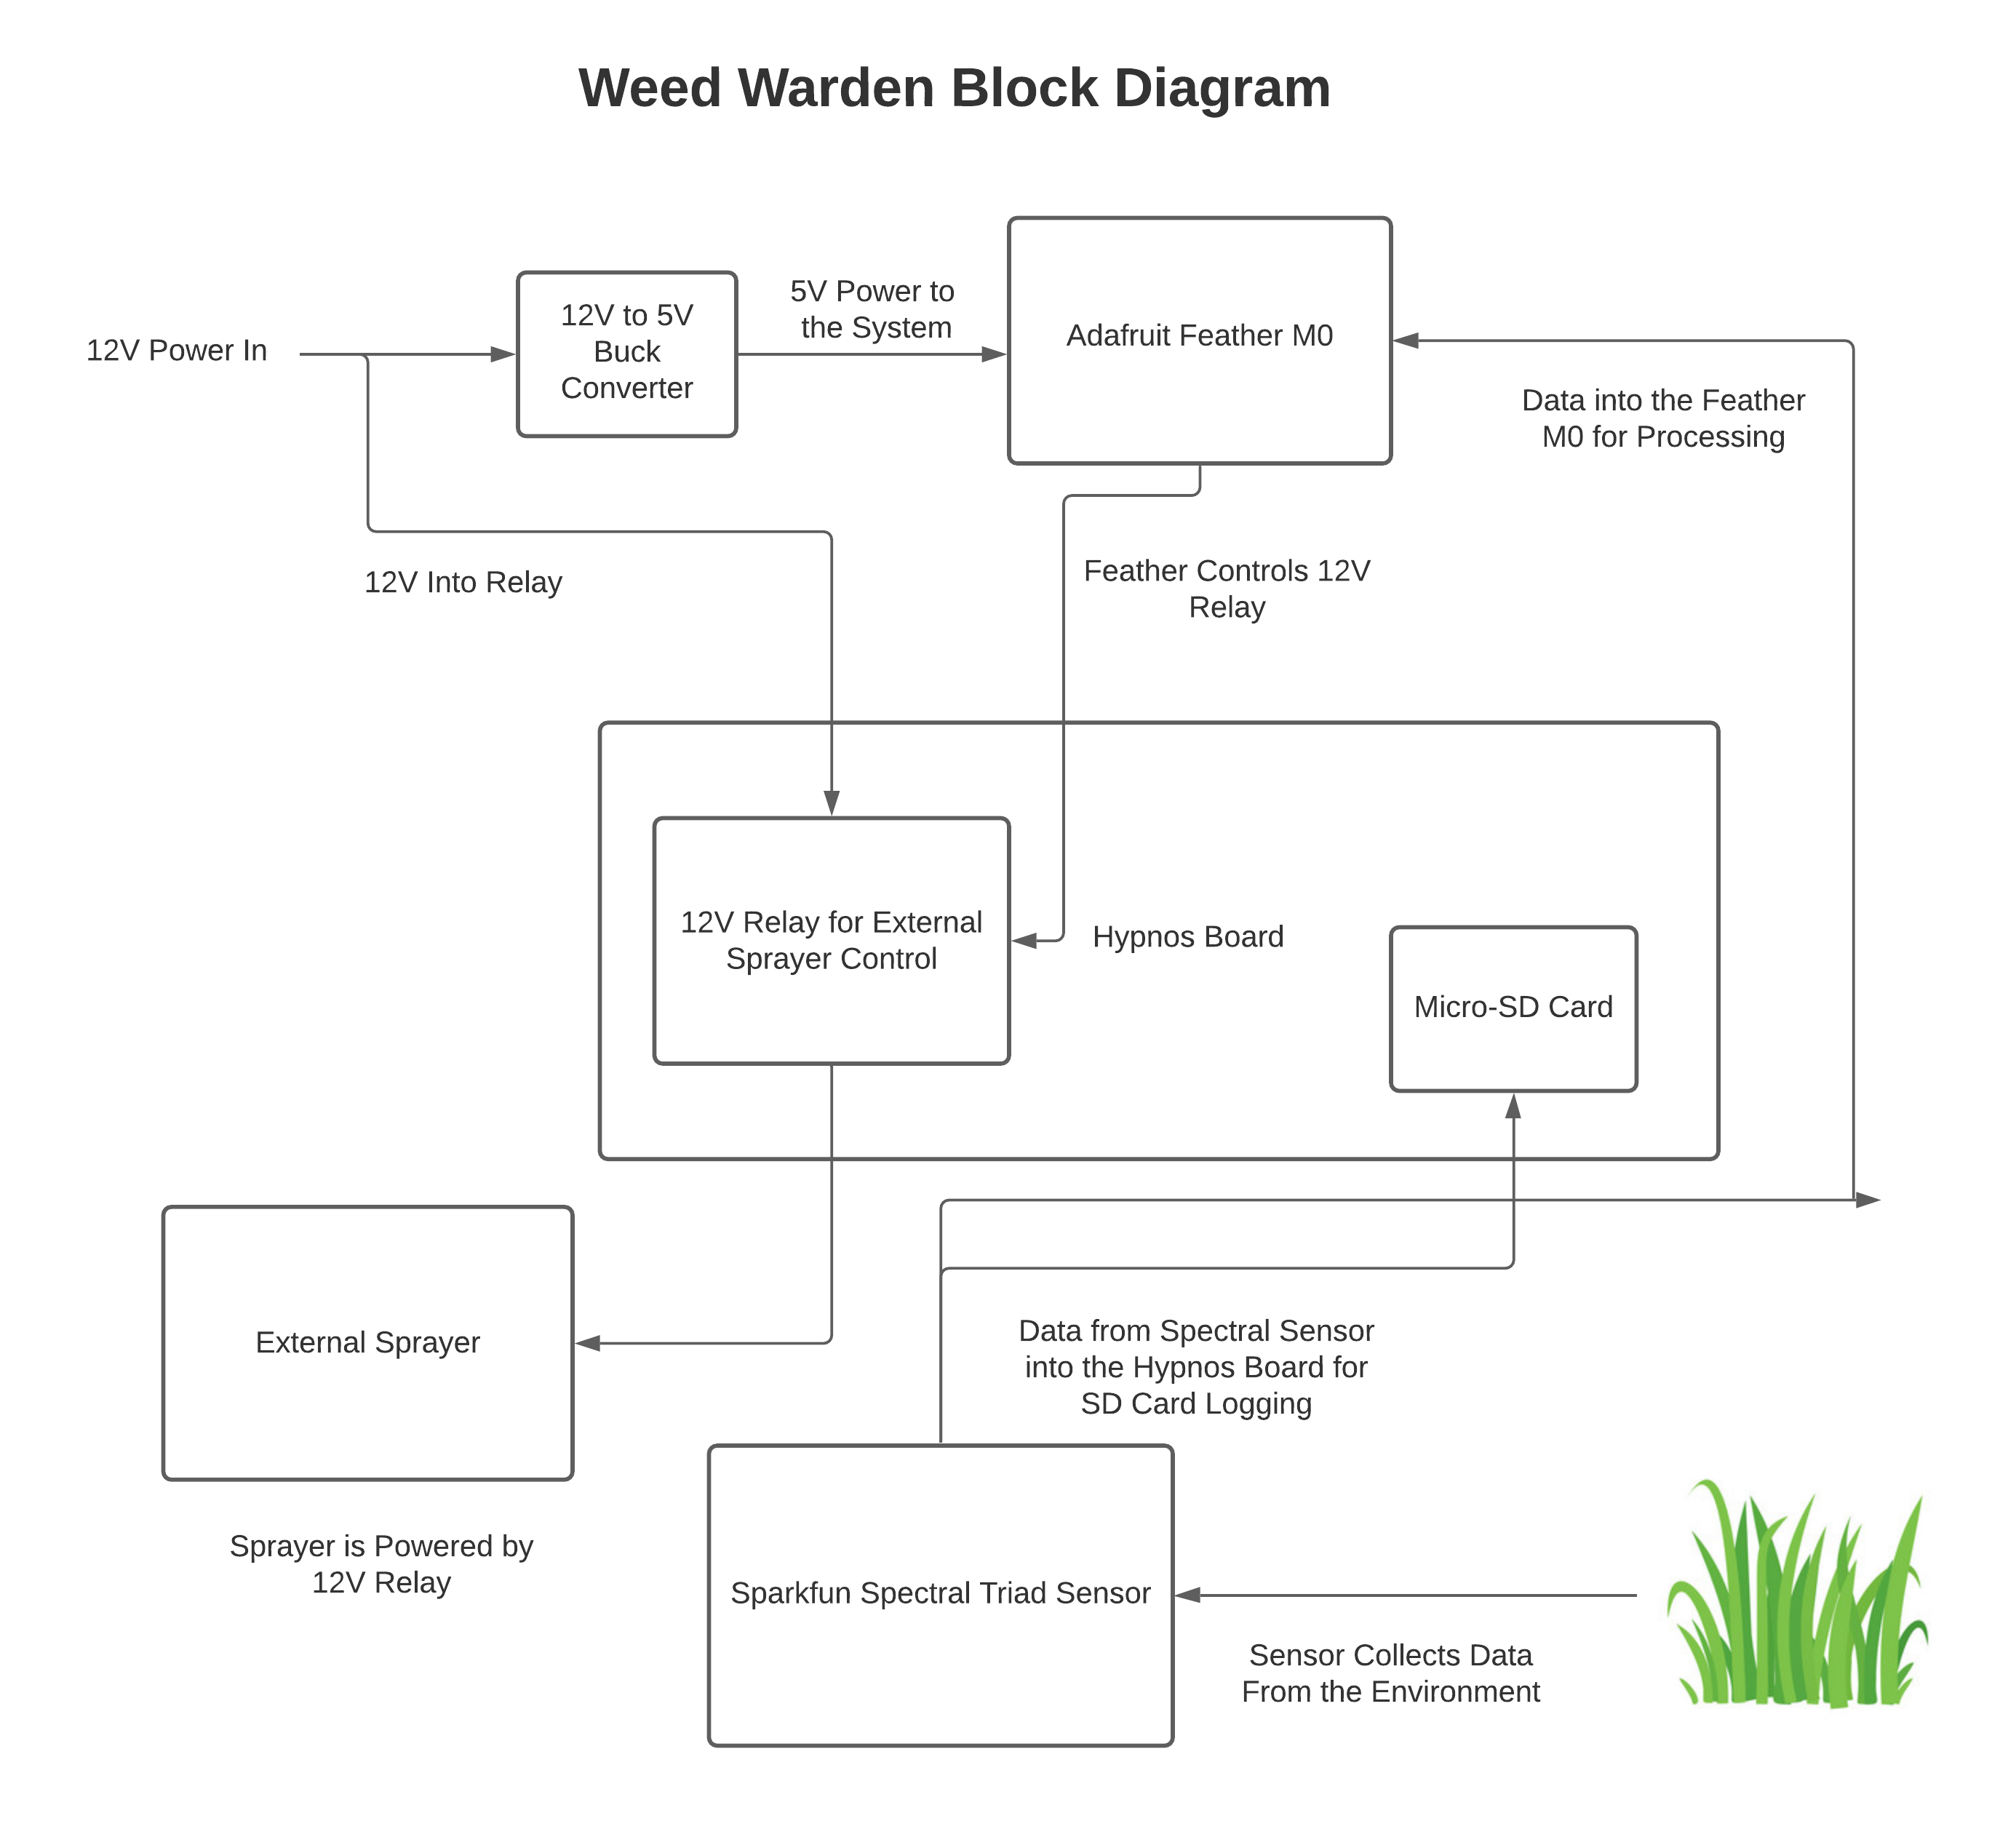 Weed Warden Block Diagram
12V Power In
12V to 5V
Buck
Converter
5V Power to
the System
Adafruit Feather M0
Data into the Feather
M0 for Processing
12V Into Relay
Feather Controls 12V
Relay
12V Relay for External
Sprayer Control
Hypnos Board
Micro-SD Card
External Sprayer
Data from Spectral Sensor
into the Hypnos Board for
SD Card Logging
Sprayer is Powered by
12V Relay
Sparkfun Spectral Triad Sensor
Sensor Collects Data
From the Environment